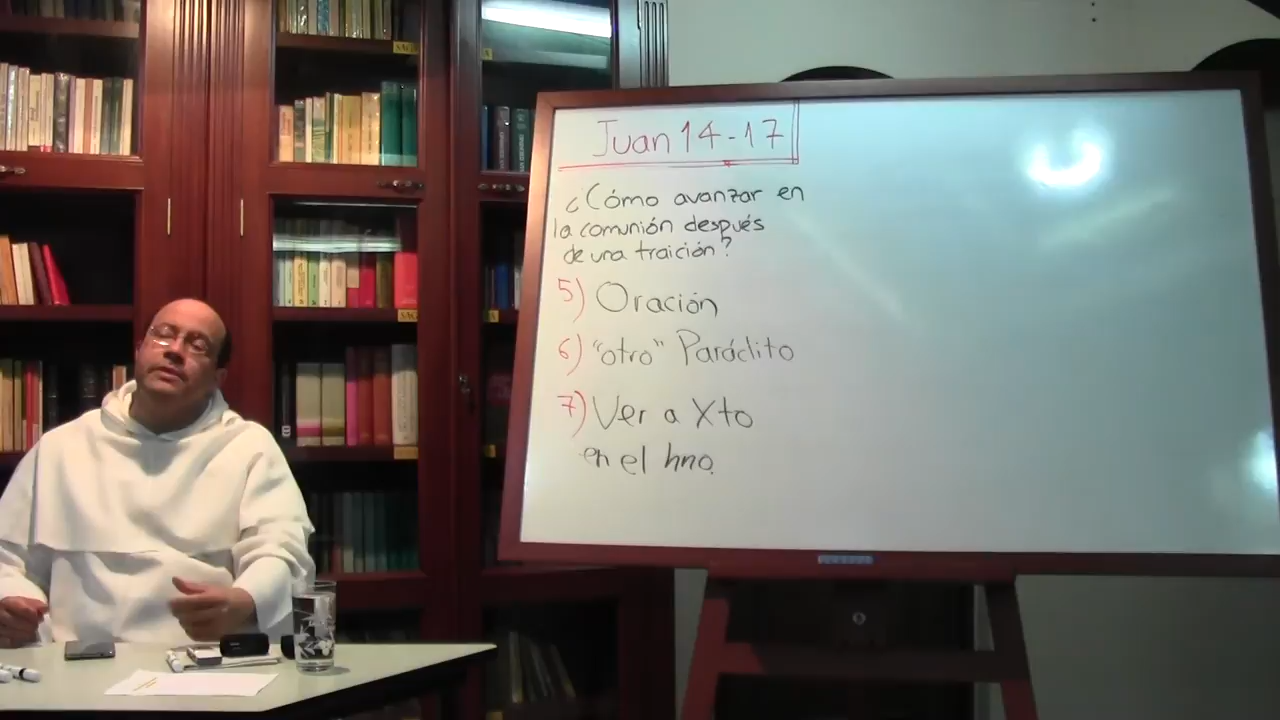 Juan 14-17
¿Cómo avanzar en
la comunión después
de una traición?
5) Oración
6) "otro" Paráclito
7) Ver a Xto
en el hno.